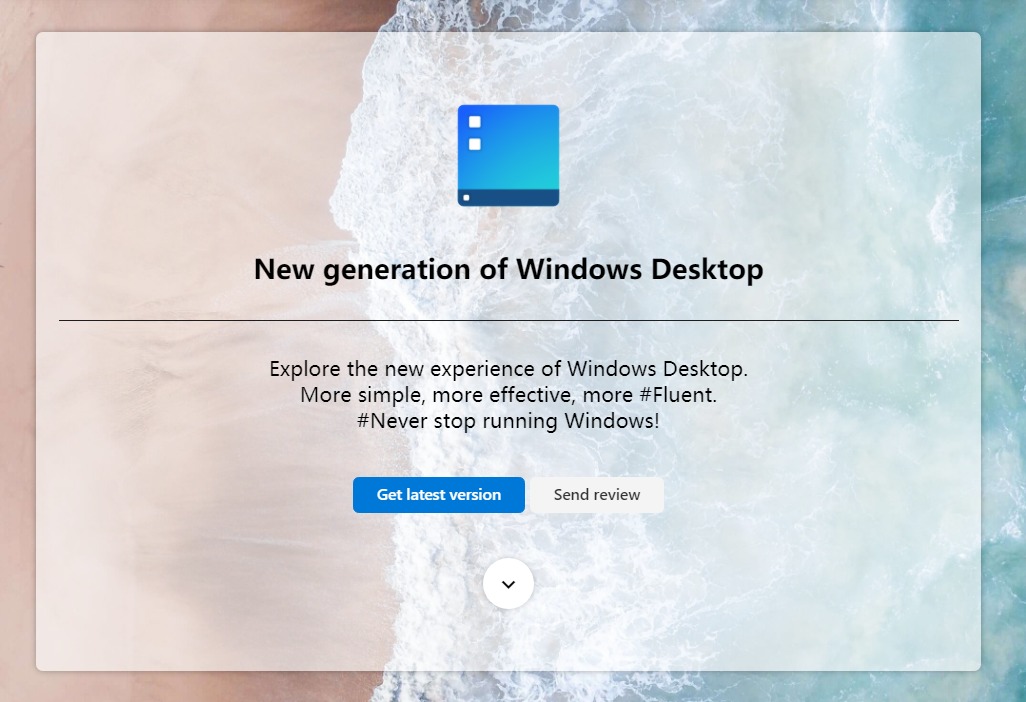 New generation of Windows Desktop
Explore the new experience of Windows Desktop.
More simple, more effective, more #Fluent.
#Never stop running Windows!
Get latest version
Send review